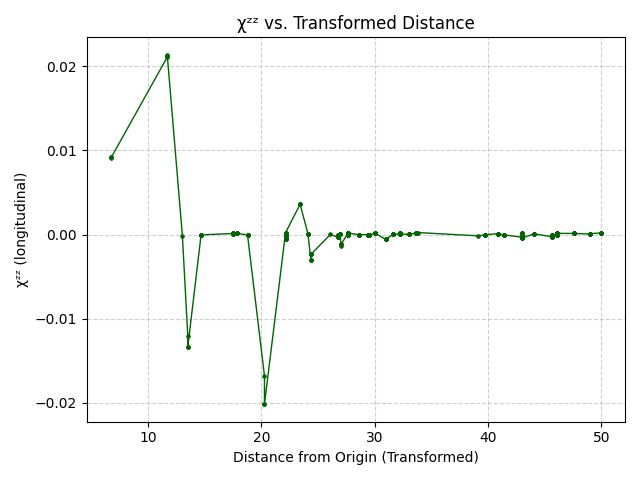 χᶻᶻ vs. Transformed Distance
0.02
0.01
0.00
−0.01
−0.02
χᶻᶻ (longitudinal)
10 20 30 40 50
Distance from Origin (Transformed)